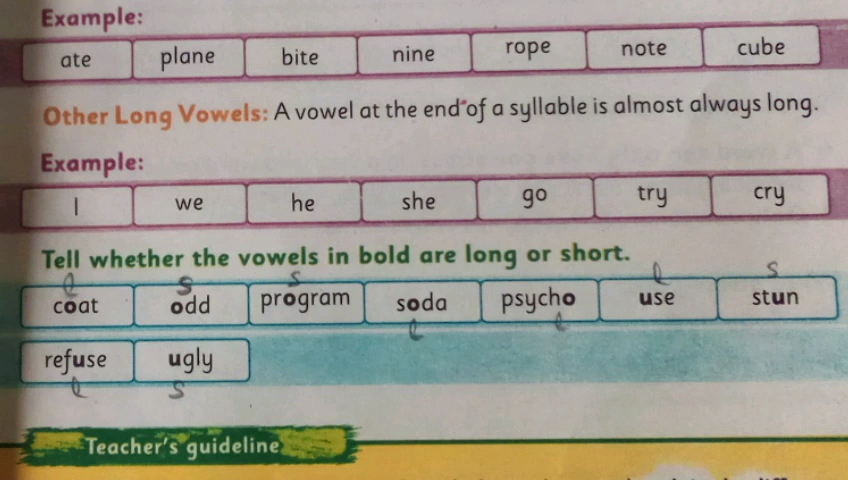 Example:
ate plane bite nine rope note cube
Other Long Vowels: A vowel at the end of a syllable is almost always long.
Example:
I we he she go try cry
Tell whether the vowels in bold are long or short.
l s s l s
coat odd program soda psycho use stun
l l
refuse ugly
l s
Teacher's guideline